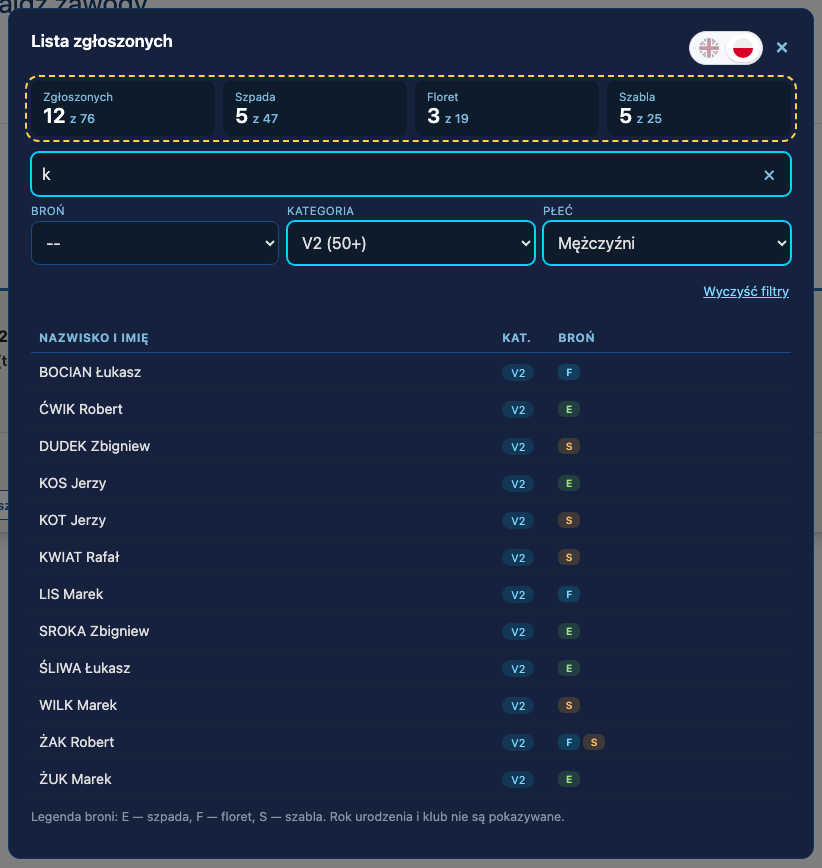 Lista zgłoszonych
×
Zgłoszonych Szpada Floret Szabla
12 z 76 5 z 47 3 z 19 5 z 25
k ×
BROŃ KATEGORIA PŁEĆ
-- V2 (50+) Mężczyźni
Wyczyść filtry
NAZWISKO I IMIĘ KAT. BROŃ
BOCIAN Łukasz V2 F
ĆWIK Robert V2 E
DUDEK Zbigniew V2 S
KOS Jerzy V2 E
KOT Jerzy V2 S
KWIAT Rafał V2 S
LIS Marek V2 F
SROKA Zbigniew V2 E
ŚLIWA Łukasz V2 E
WILK Marek V2 S
ŻAK Robert V2 F S
ŻUK Marek V2 E
Legenda broni: E — szpada, F — floret, S — szabla. Rok urodzenia i klub nie są pokazywane.